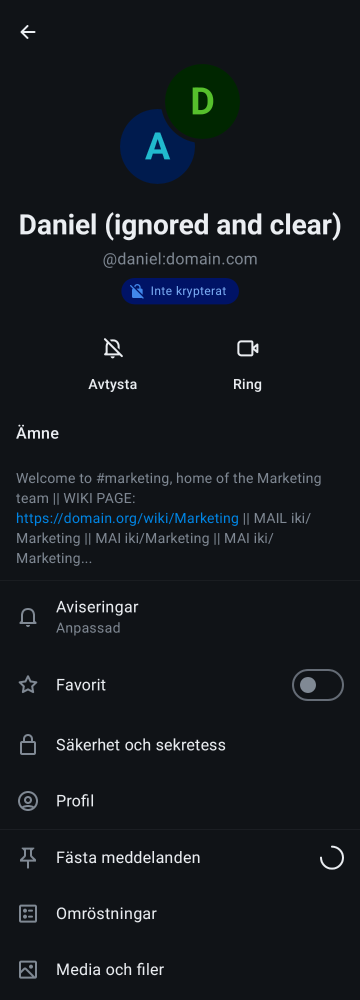 D
A
Daniel (ignored and clear)
@daniel:domain.com
Inte krypterat
Avtysta
Ring
Ämne
Welcome to #marketing, home of the Marketing
team || WIKI PAGE:
https://domain.org/wiki/Marketing || MAIL iki/
Marketing || MAI iki/Marketing || MAI iki/
Marketing...
Aviseringar
Anpassad
Favorit
Säkerhet och sekretess
Profil
Fästa meddelanden
Omröstningar
Media och filer